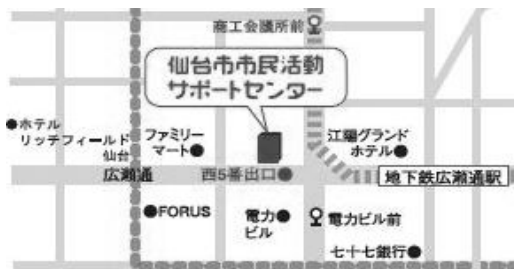 商工会議所前
仙台市市民活動
サポートセンター
ホテル
リッチフィールド
仙台
ファミリー
マート
江陽グランド
ホテル
広瀬通
西5番出口
地下鉄広瀬通駅
FORUS
電力
ビル
電力ビル前
七十七銀行